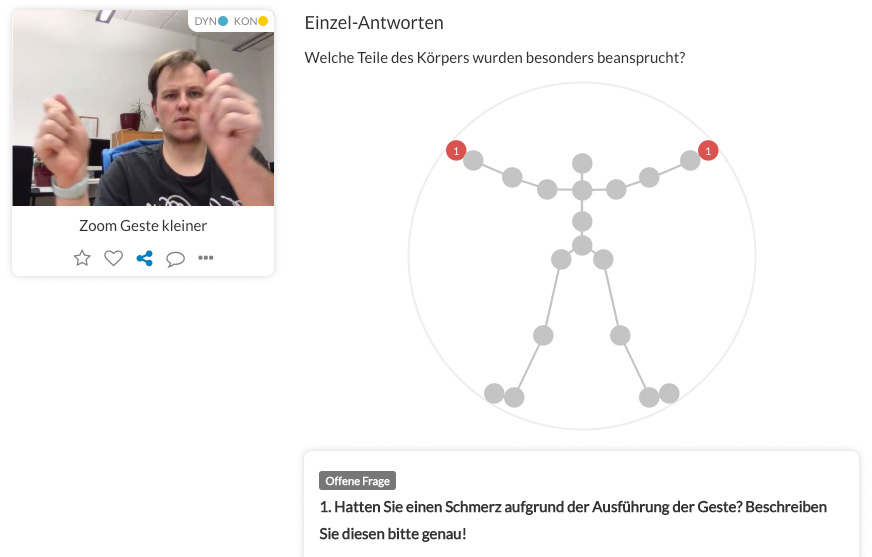 DYN KON
Zoom Geste kleiner
Einzel-Antworten
Welche Teile des Körpers wurden besonders beansprucht?
1 1
Offene Frage
1. Hatten Sie einen Schmerz aufgrund der Ausführung der Geste? Beschreiben
Sie diesen bitte genau!